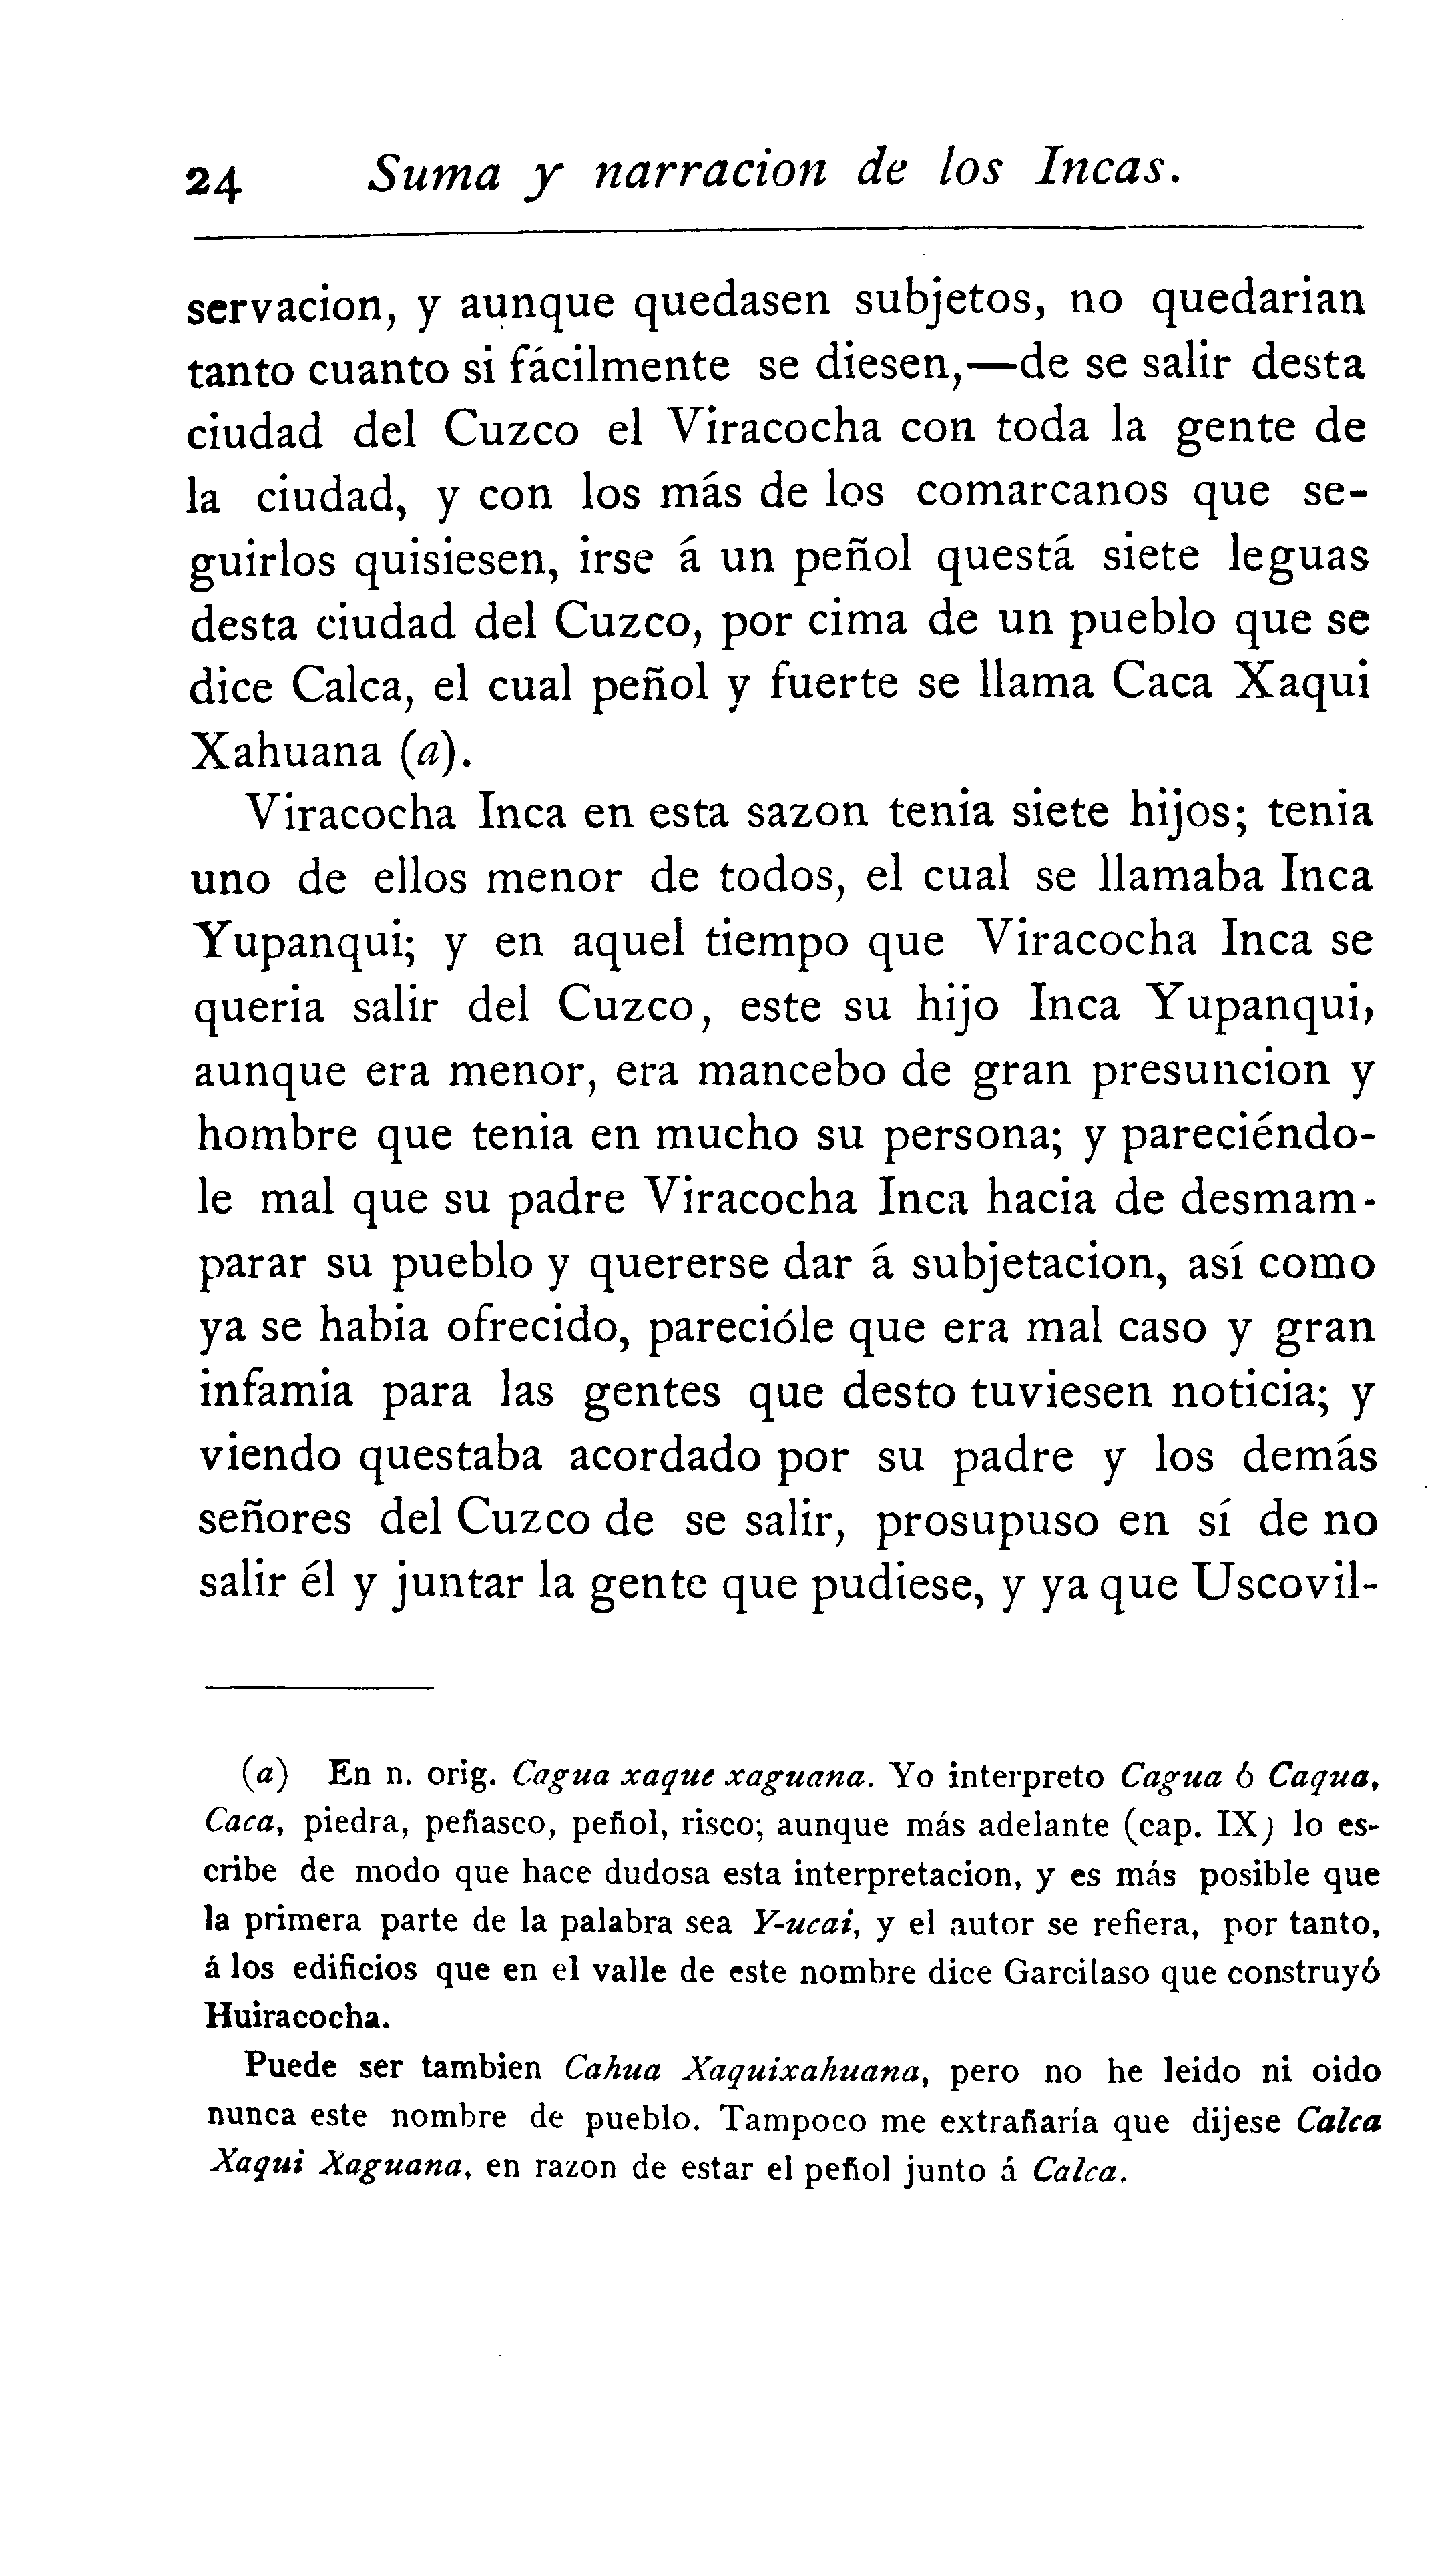 24 Suma y narracion de los Incas.
servacion, y aunque quedasen subjetos, no quedarian
tanto cuanto si fácilmente se diesen,—de se salir desta
ciudad del Cuzco el Viracocha con toda la gente de
la ciudad, y con los más de los comarcanos que se-
guirlos quisiesen, irse á un peñol questá siete leguas
desta ciudad del Cuzco, por cima de un pueblo que se
dice Calca, el cual peñol y fuerte se llama Caca Xaqui
Xahuana (a).
Viracocha Inca en esta sazon tenia siete hijos; tenia
uno de ellos menor de todos, el cual se llamaba Inca
Yupanqui; y en aquel tiempo que Viracocha Inca se
queria salir del Cuzco, este su hijo Inca Yupanqui,
aunque era menor, era mancebo de gran presuncion y
hombre que tenia en mucho su persona; y pareciéndo-
le mal que su padre Viracocha Inca hacia de desmam-
parar su pueblo y quererse dar á subjetacion, así como
ya se habia ofrecido, parecióle que era mal caso y gran
infamia para las gentes que desto tuviesen noticia; y
viendo questaba acordado por su padre y los demás
señores del Cuzco de se salir, prosupuso en sí de no
salir él y juntar la gente que pudiese, y ya que Uscovil-
(a) En n. orig. Cagua xaque xaguana. Yo interpreto Cagua ó Caqua,
Caca, piedra, peñasco, peñol, risco; aunque más adelante (cap. IX) lo es-
cribe de modo que hace dudosa esta interpretacion, y es más posible que
la primera parte de la palabra sea Y-ucai, y el autor se refiera, por tanto,
á los edificios que en el valle de este nombre dice Garcilaso que construyó
Huiracocha.
Puede ser tambien Cahua Xaquixahuana, pero no he leido ni oido
nunca este nombre de pueblo. Tampoco me extrañaría que dijese Calca
Xaqui Xaguana, en razon de estar el peñol junto á Calca.